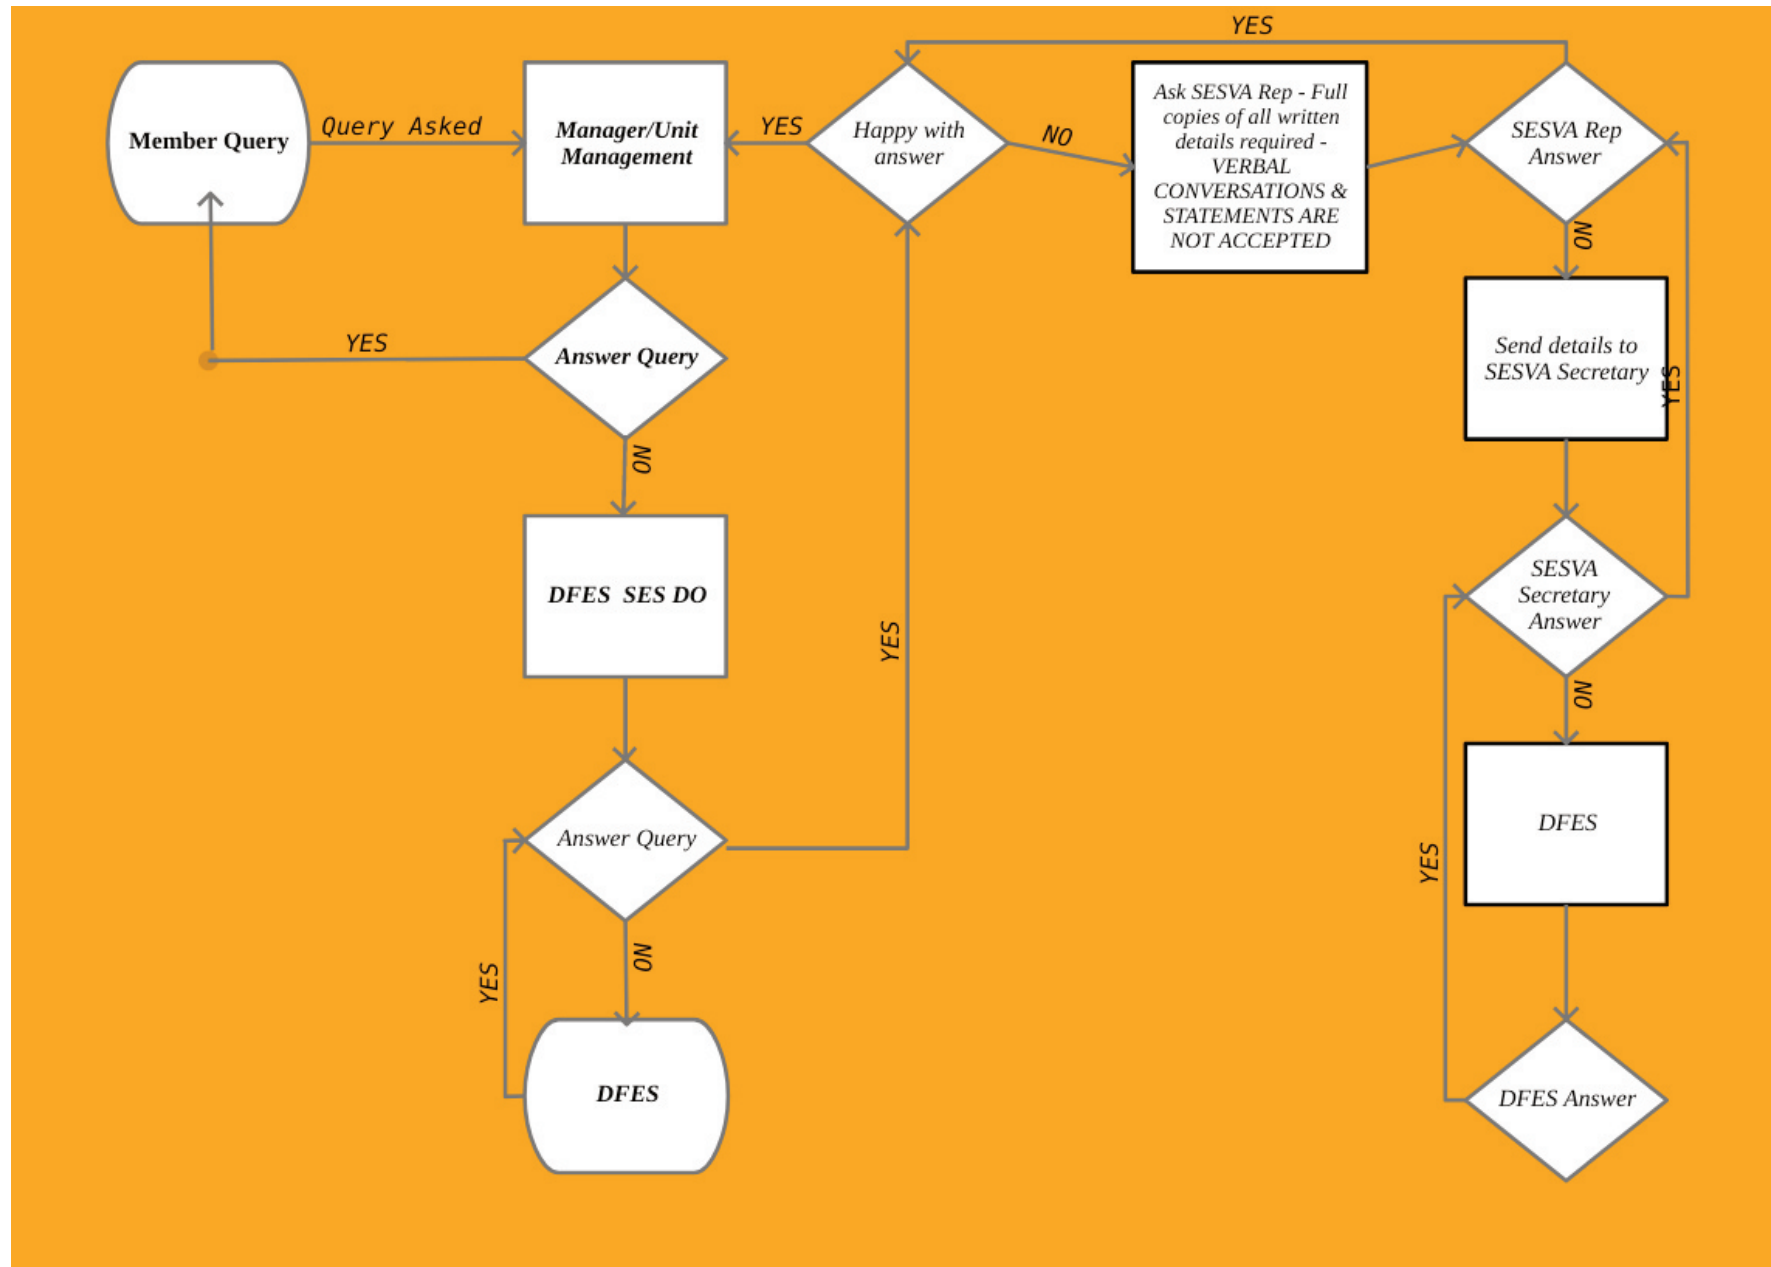 YES
Member Query
Query Asked
Manager/Unit
Management
YES
Happy with
answer
NO
Ask SESVA Rep - Full
copies of all written
details required -
VERBAL
CONVERSATIONS &
STATEMENTS ARE
NOT ACCEPTED
SESVA Rep
Answer
NO
YES
Answer Query
NO
Send details to
SESVA Secretary
YES
DFES  SES DO
YES
SESVA
Secretary
Answer
NO
Answer Query
NO
YES
DFES
YES
DFES
DFES Answer